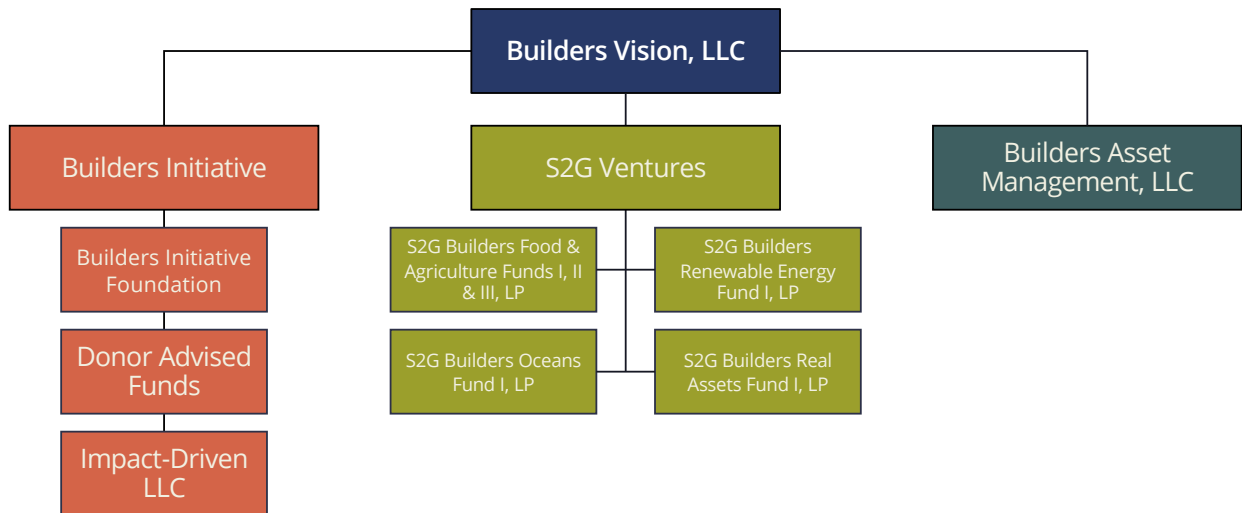 Builders Vision, LLC
Builders Initiative
S2G Ventures
Builders Asset
Management, LLC
Builders Initiative
Foundation
Donor Advised
Funds
Impact-Driven
LLC
S2G Builders Food &
Agriculture Funds I, II
& III, LP
S2G Builders
Renewable Energy
Fund I, LP
S2G Builders Oceans
Fund I, LP
S2G Builders Real
Assets Fund I, LP